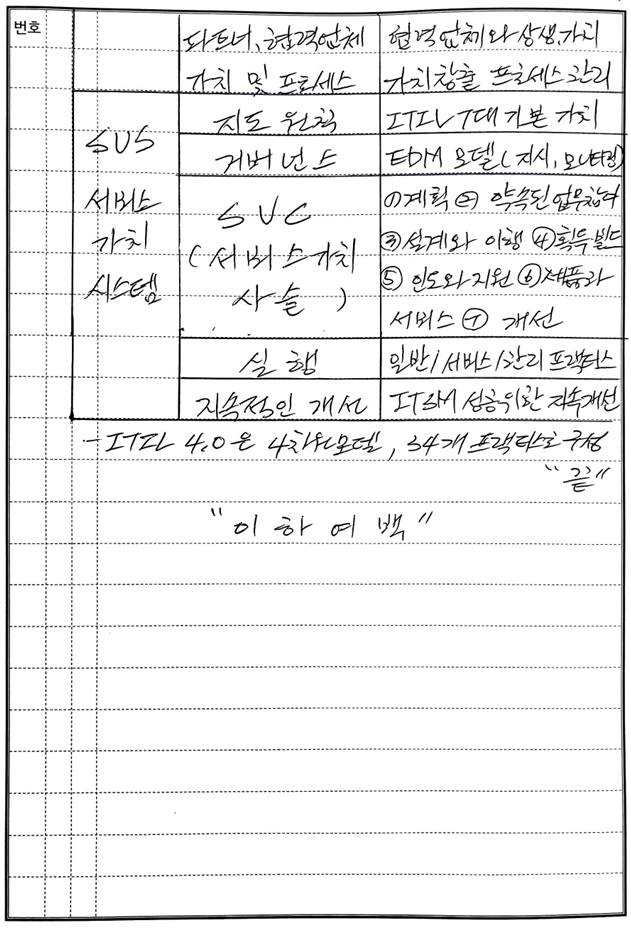 번호
파트너, 협력업체 협력업체와 상생, 가치
가치 및 프로세스 가치창출 프로세스 관리
SVS 지도 원칙 ITIL 7대 기본 가치
거버넌스 EDM 모델(지시, 모니터링)
서비스 가치 시스템
SVC (서비스가치 사슬)
①계획 ② 약속된 업무참여
③설계와 이행 ④획득빌드
⑤ 인도와 지원 ⑥제품과
서비스 ⑦ 개선
실행 일반/서비스/관리 프랙티스
지속적인 개선 ITSM 성공위한 지속개선
- ITIL 4.0은 4차원모델, 34개 프랙티스로 구성
"끝"
"이 하 여 백"